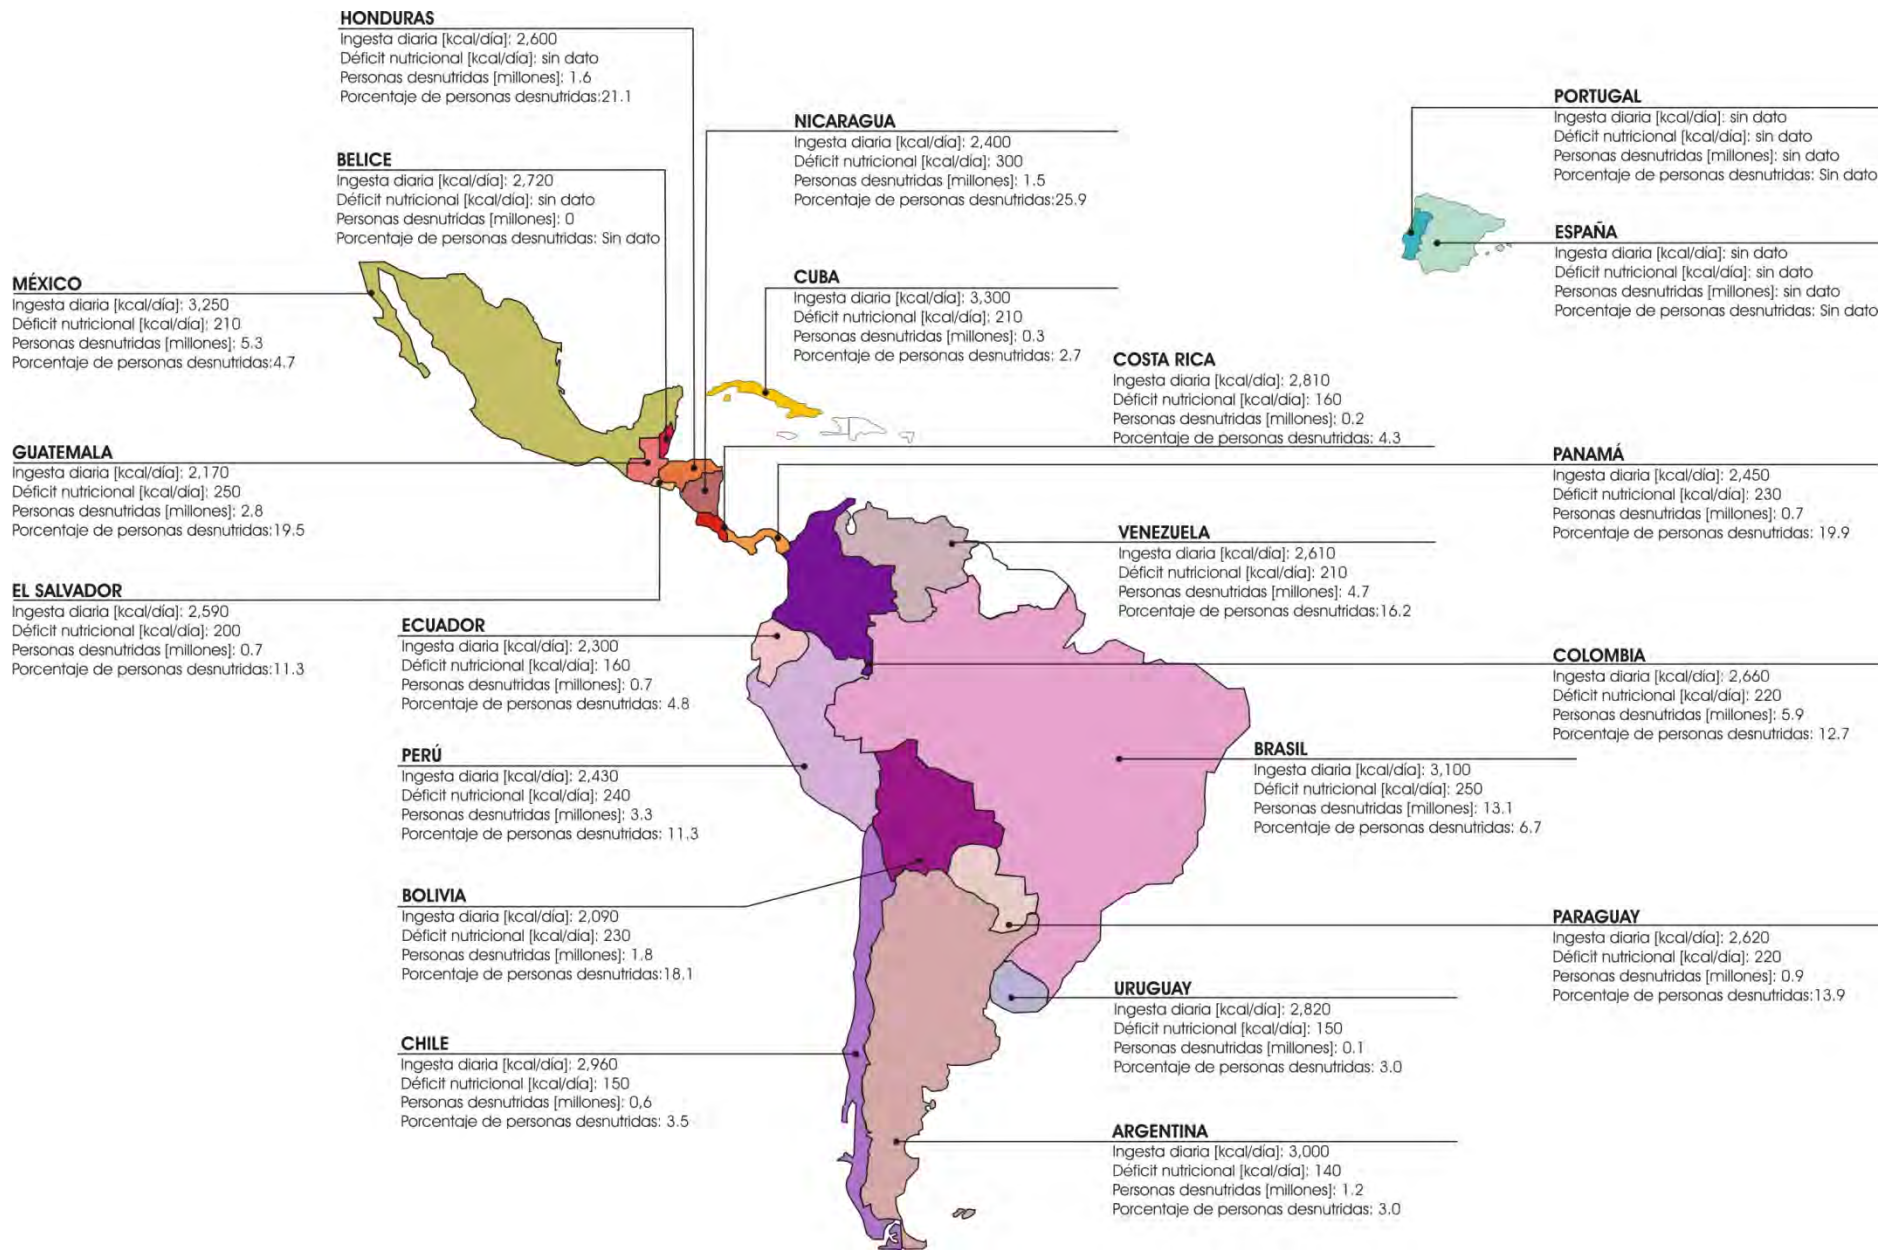 HONDURAS
Ingesta diaria [kcal/día]: 2,600
Déficit nutricional [kcal/día]: sin dato
Personas desnutridas [millones]: 1.6
Porcentaje de personas desnutridas:21.1
NICARAGUA
Ingesta diaria [kcal/día]: 2,400
Déficit nutricional [kcal/día]: 300
Personas desnutridas [millones]: 1.5
Porcentaje de personas desnutridas:25.9
PORTUGAL
Ingesta diaria [kcal/día]: sin dato
Déficit nutricional [kcal/día]: sin dato
Personas desnutridas [millones]: sin dato
Porcentaje de personas desnutridas: Sin dato
BELICE
Ingesta diaria [kcal/día]: 2,720
Déficit nutricional [kcal/día]: sin dato
Personas desnutridas [millones]: 0
Porcentaje de personas desnutridas: Sin dato
ESPAÑA
Ingesta diaria [kcal/día]: sin dato
Déficit nutricional [kcal/día]: sin dato
Personas desnutridas [millones]: sin dato
Porcentaje de personas desnutridas: Sin dato
MÉXICO
Ingesta diaria [kcal/día]: 3,250
Déficit nutricional [kcal/día]: 210
Personas desnutridas [millones]: 5.3
Porcentaje de personas desnutridas:4.7
CUBA
Ingesta diaria [kcal/día]: 3,300
Déficit nutricional [kcal/día]: 210
Personas desnutridas [millones]: 0.3
Porcentaje de personas desnutridas: 2.7
COSTA RICA
Ingesta diaria [kcal/día]: 2,810
Déficit nutricional [kcal/día]: 160
Personas desnutridas [millones]: 0.2
Porcentaje de personas desnutridas: 4.3
GUATEMALA
Ingesta diaria [kcal/día]: 2,170
Déficit nutricional [kcal/día]: 250
Personas desnutridas [millones]: 2.8
Porcentaje de personas desnutridas:19.5
PANAMÁ
Ingesta diaria [kcal/día]: 2,450
Déficit nutricional [kcal/día]: 230
Personas desnutridas [millones]: 0.7
Porcentaje de personas desnutridas: 19.9
VENEZUELA
Ingesta diaria [kcal/día]: 2,610
Déficit nutricional [kcal/día]: 210
Personas desnutridas [millones]: 4.7
Porcentaje de personas desnutridas:16.2
EL SALVADOR
Ingesta diaria [kcal/día]: 2,590
Déficit nutricional [kcal/día]: 200
Personas desnutridas [millones]: 0.7
Porcentaje de personas desnutridas:11.3
ECUADOR
Ingesta diaria [kcal/día]: 2,300
Déficit nutricional [kcal/día]: 160
Personas desnutridas [millones]: 0.7
Porcentaje de personas desnutridas: 4.8
COLOMBIA
Ingesta diaria [kcal/día]: 2,660
Déficit nutricional [kcal/día]: 220
Personas desnutridas [millones]: 5.9
Porcentaje de personas desnutridas: 12.7
PERÚ
Ingesta diaria [kcal/día]: 2,430
Déficit nutricional [kcal/día]: 240
Personas desnutridas [millones]: 3.3
Porcentaje de personas desnutridas: 11.3
BRASIL
Ingesta diaria [kcal/día]: 3,100
Déficit nutricional [kcal/día]: 250
Personas desnutridas [millones]: 13.1
Porcentaje de personas desnutridas: 6.7
BOLIVIA
Ingesta diaria [kcal/día]: 2,090
Déficit nutricional [kcal/día]: 230
Personas desnutridas [millones]: 1.8
Porcentaje de personas desnutridas:18.1
PARAGUAY
Ingesta diaria [kcal/día]: 2,620
Déficit nutricional [kcal/día]: 220
Personas desnutridas [millones]: 0.9
Porcentaje de personas desnutridas:13.9
URUGUAY
Ingesta diaria [kcal/día]: 2,820
Déficit nutricional [kcal/día]: 150
Personas desnutridas [millones]: 0.1
Porcentaje de personas desnutridas: 3.0
CHILE
Ingesta diaria [kcal/día]: 2,960
Déficit nutricional [kcal/día]: 150
Personas desnutridas [millones]: 0,6
Porcentaje de personas desnutridas: 3.5
ARGENTINA
Ingesta diaria [kcal/día]: 3,000
Déficit nutricional [kcal/día]: 140
Personas desnutridas [millones]: 1.2
Porcentaje de personas desnutridas: 3.0